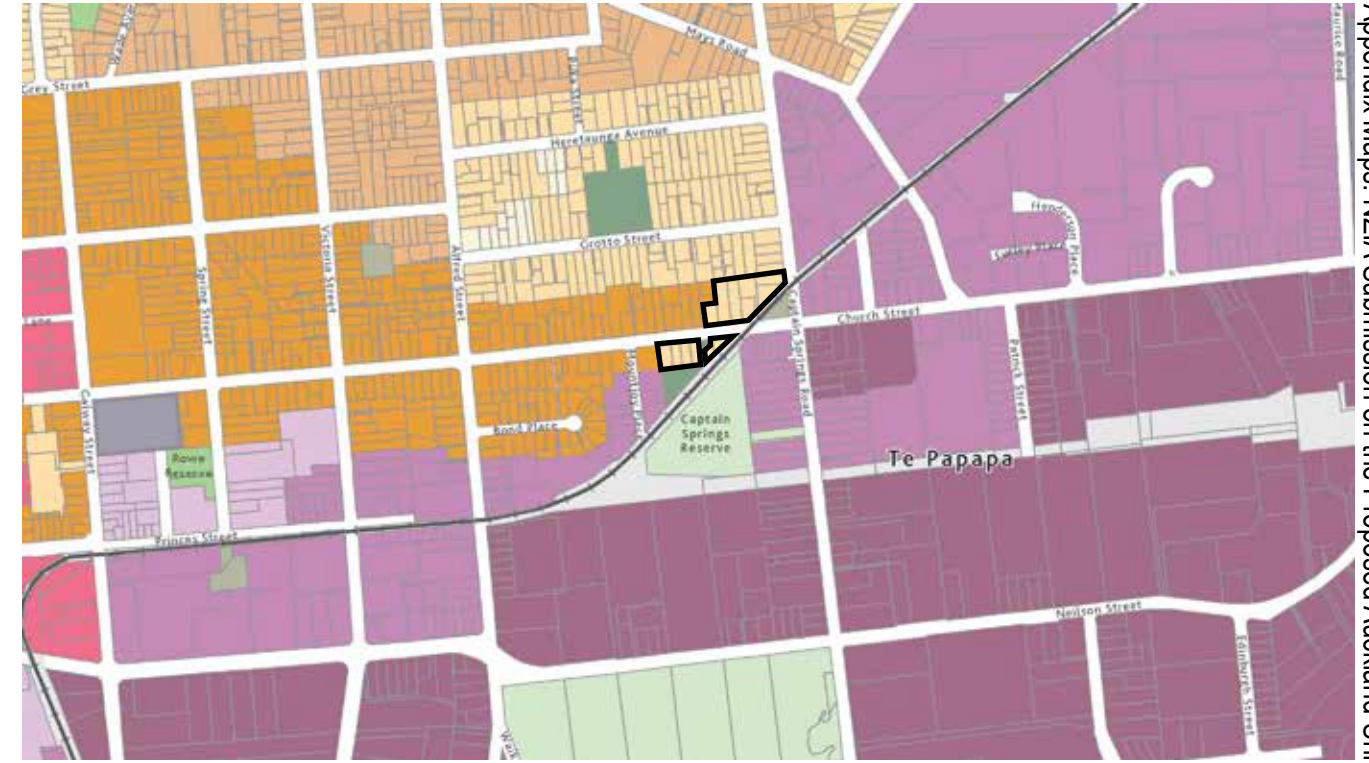 Mays Road
Grey Street
Heretaunga Avenue
Grotto Street
Henderson Place
Captain Springs Road
Church Street
Victoria Street
Alfred Street
Spring Street
Lane
Patrick Street
Galway Street
Bond Place
Captain
Springs
Reserve
Rowe
Reserve
Te Papapa
Princes Street
Neilson Street
Edinburgh Street